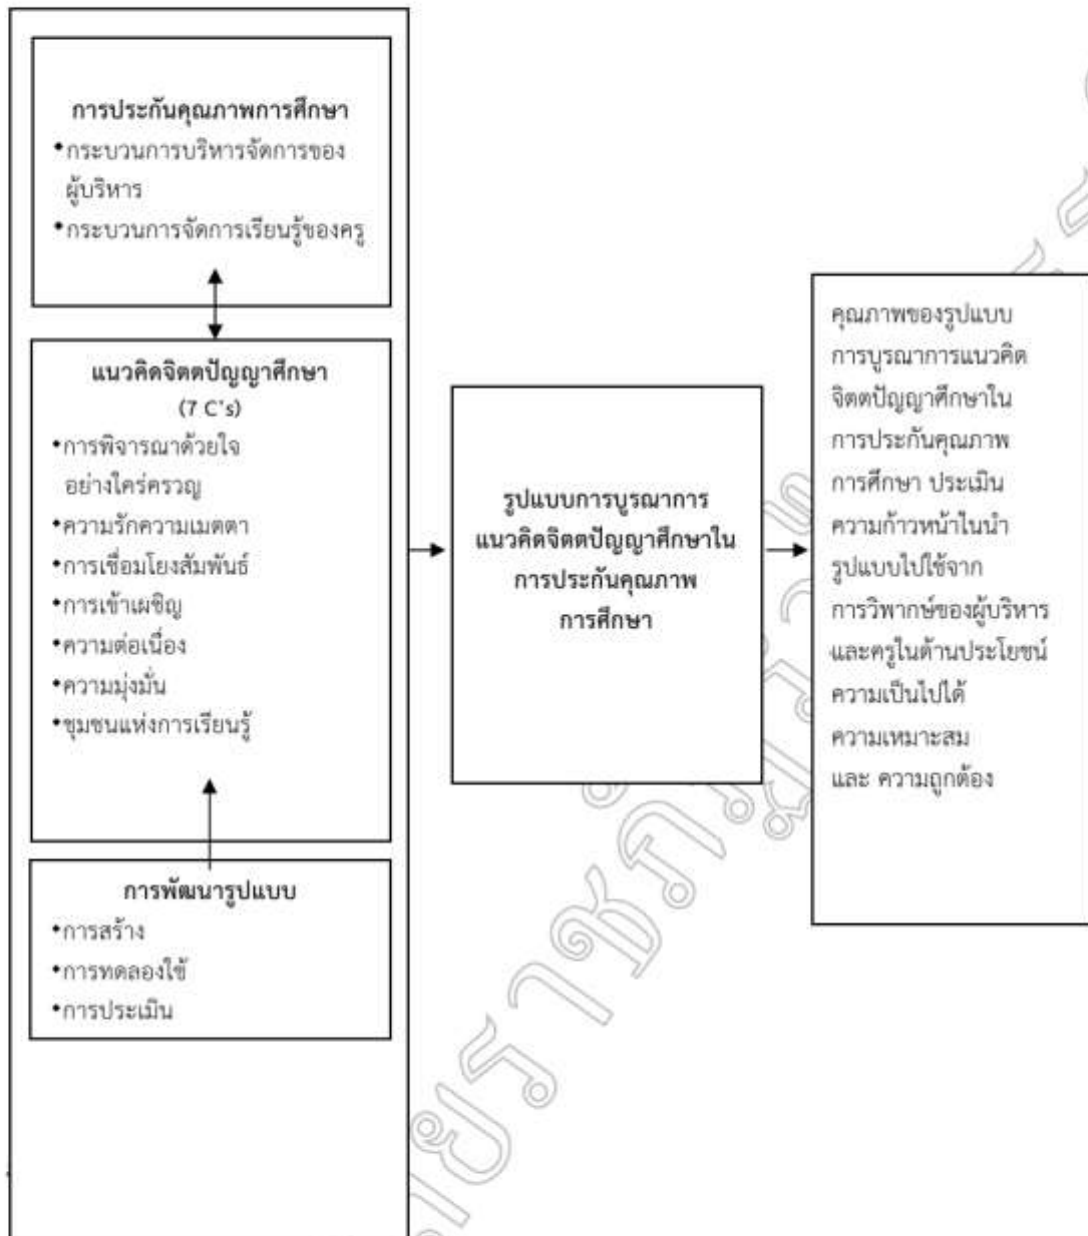 การประกันคุณภาพการศึกษา
•กระบวนการบริหารจัดการของ
ผู้บริหาร
•กระบวนการจัดการเรียนรู้ของครู
แนวคิดจิตตปัญญาศึกษา
(7 C's)
•การพิจารณาด้วยใจ
อย่างใคร่ครวญ
•ความรักความเมตตา
•การเชื่อมโยงสัมพันธ์
•การเข้าเผชิญ
•ความต่อเนื่อง
•ความมุ่งมั่น
•ชุมชนแห่งการเรียนรู้
การพัฒนารูปแบบ
•การสร้าง
•การทดลองใช้
•การประเมิน
รูปแบบการบูรณาการ
แนวคิดจิตตปัญญาศึกษาใน
การประกันคุณภาพ
การศึกษา
คุณภาพของรูปแบบ
การบูรณาการแนวคิด
จิตตปัญญาศึกษาใน
การประกันคุณภาพ
การศึกษา ประเมิน
ความก้าวหน้าในนำ
รูปแบบไปใช้จาก
การวิพากษ์ของผู้บริหาร
และครูในด้านประโยชน์
ความเป็นไปได้
ความเหมาะสม
และ ความถูกต้อง